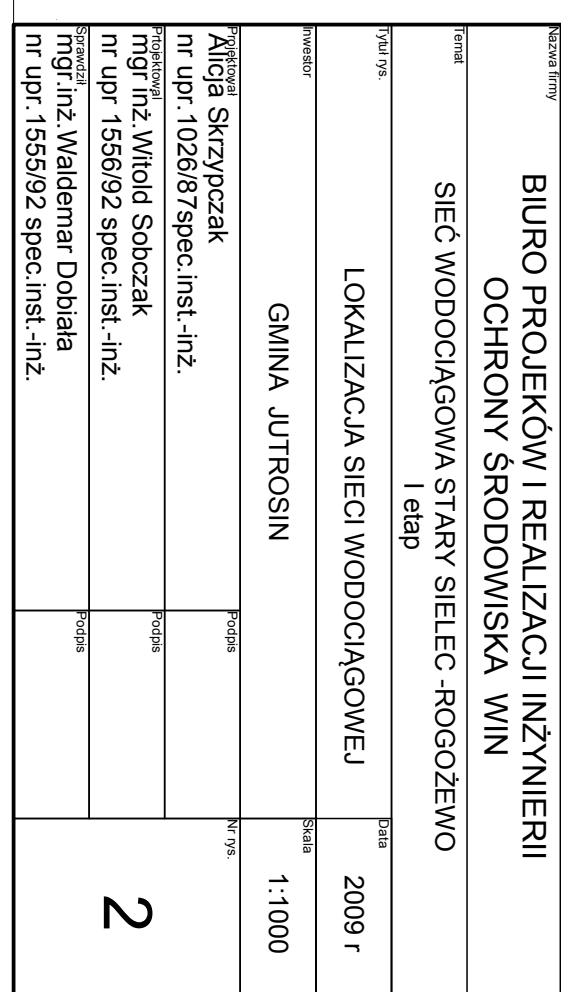 Nazwa firmy
BIURO PROJEKÓW I REALIZACJI INŻYNIERII
OCHRONY ŚRODOWISKA WIN
Temat
SIEĆ WODOCIĄGOWA STARY SIELEC -ROGOŻEWO
I etap
Tytuł rys.
LOKALIZACJA SIECI WODOCIĄGOWEJ
Data
2009 r
Inwestor
GMINA JUTROSIN
Skala
1:1000
Projektował
Alicja Skrzypczak
nr upr.1026/87spec.inst.-inż.
Podpis
Nr rys.
2
Prtojektował
mgr inż.Witold Sobczak
nr upr 1556/92 spec.inst.-inż.
Podpis
Sprawdził:
mgr.inż.Waldemar Dobiała
nr upr.1555/92 spec.inst.-inż.
Podpis